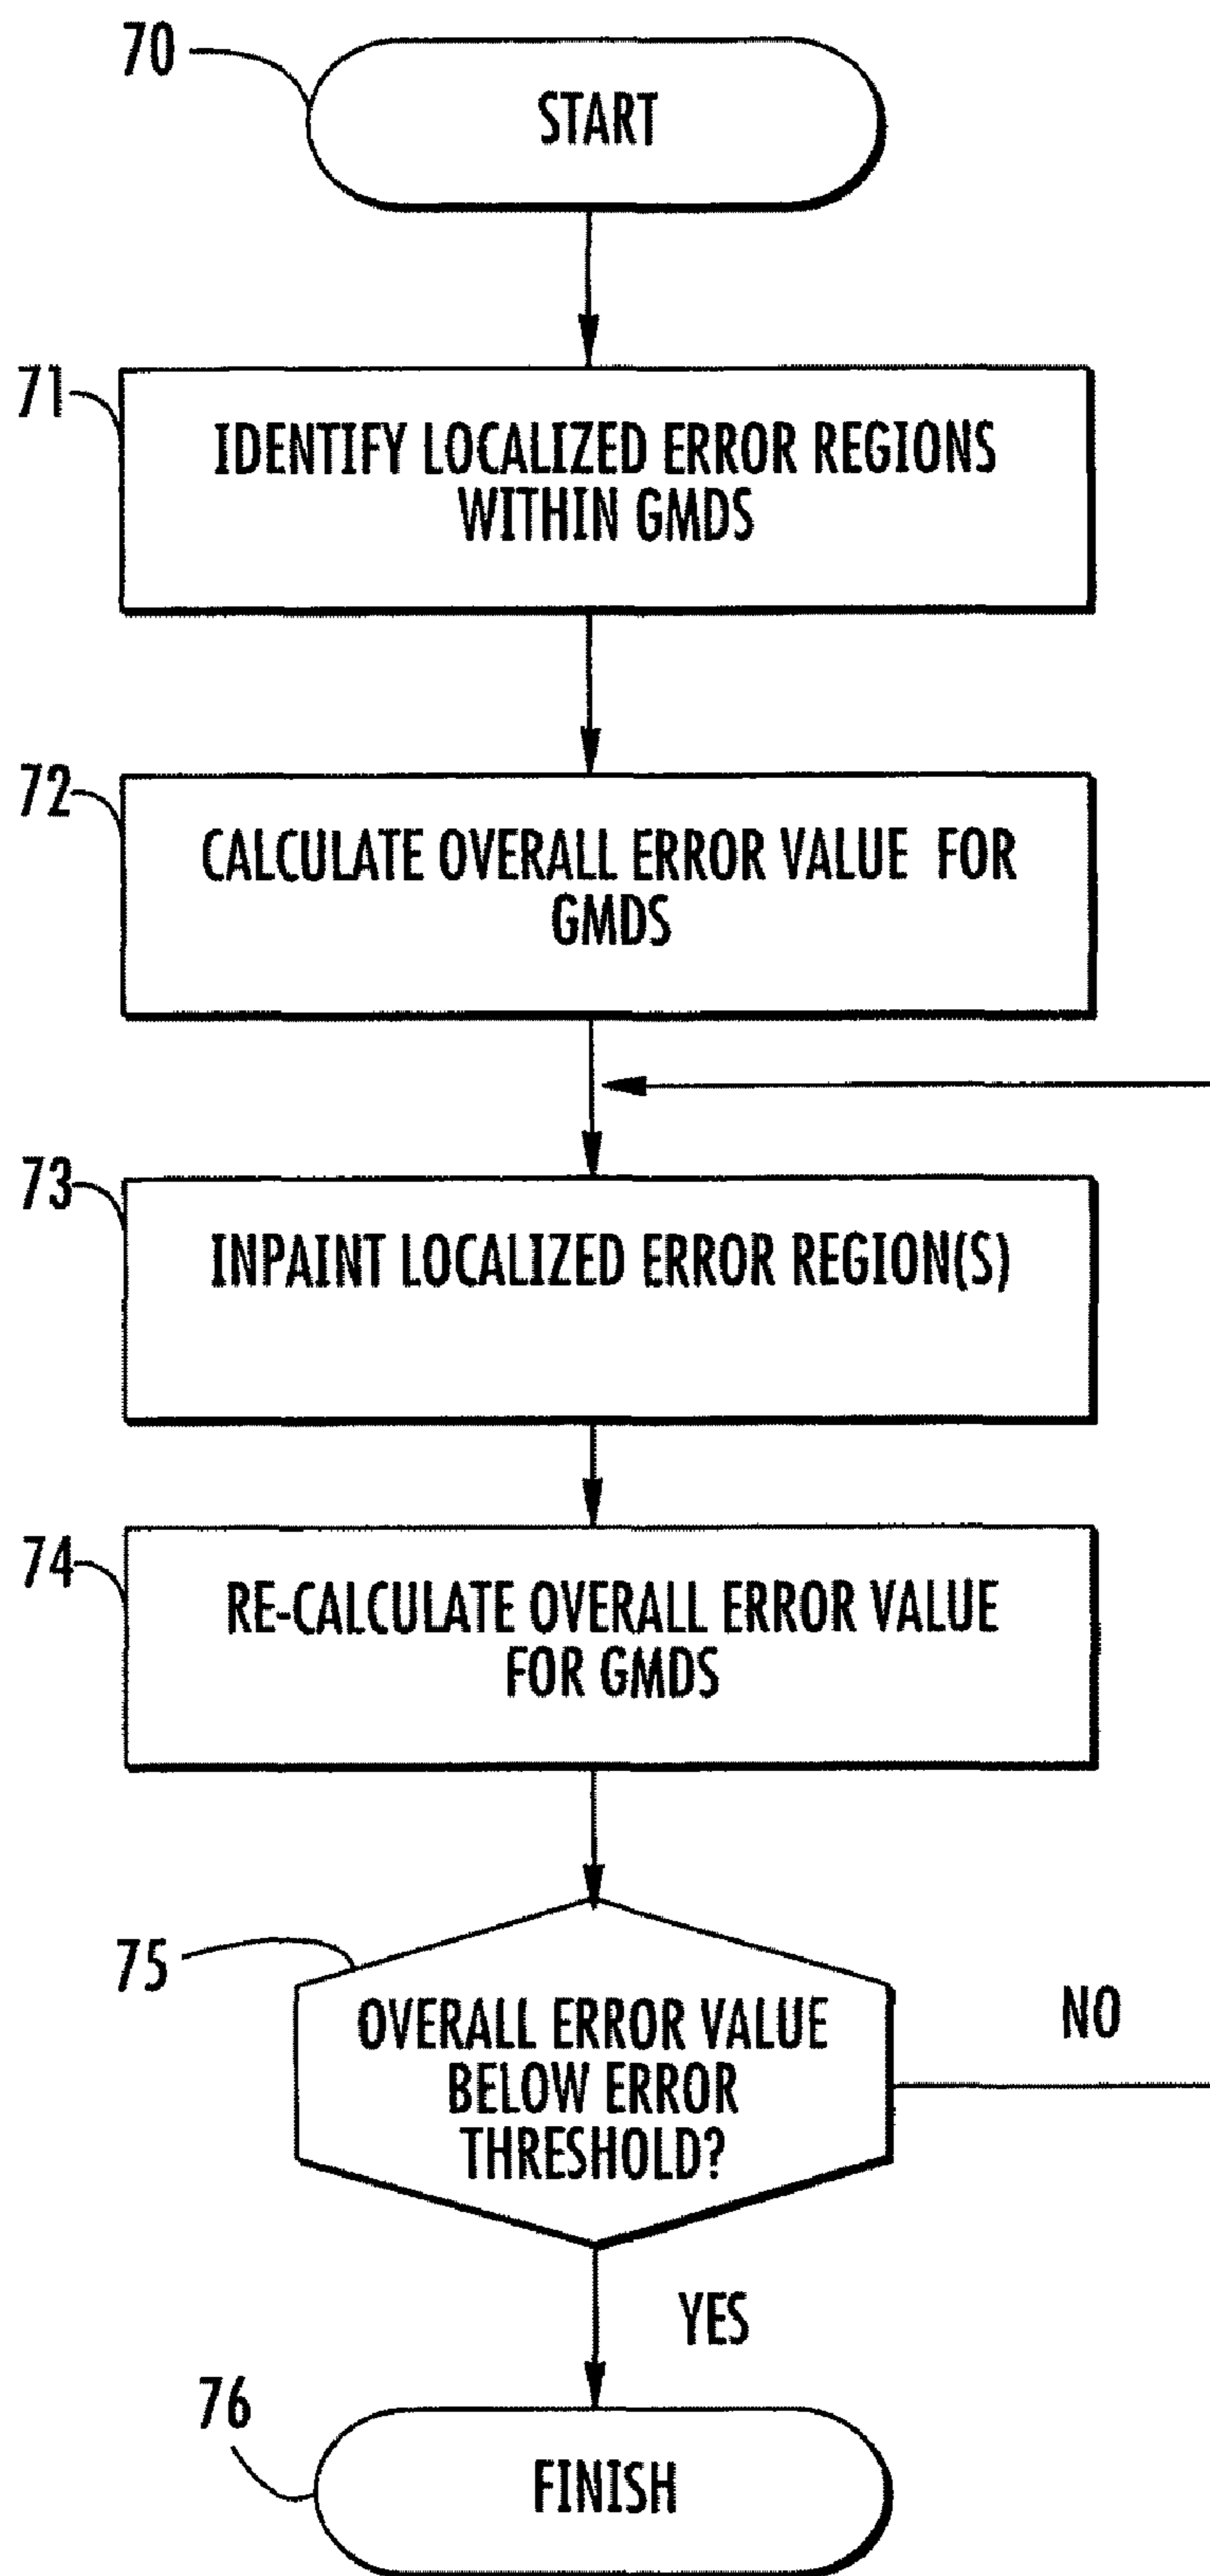 70
START
71
IDENTIFY LOCALIZED ERROR REGIONS
WITHIN GMDS
72
CALCULATE OVERALL ERROR VALUE FOR
GMDS
73
INPAINT LOCALIZED ERROR REGION(S)
74
RE-CALCULATE OVERALL ERROR VALUE
FOR GMDS
75
OVERALL ERROR VALUE
BELOW ERROR
THRESHOLD?
NO
YES
76
FINISH